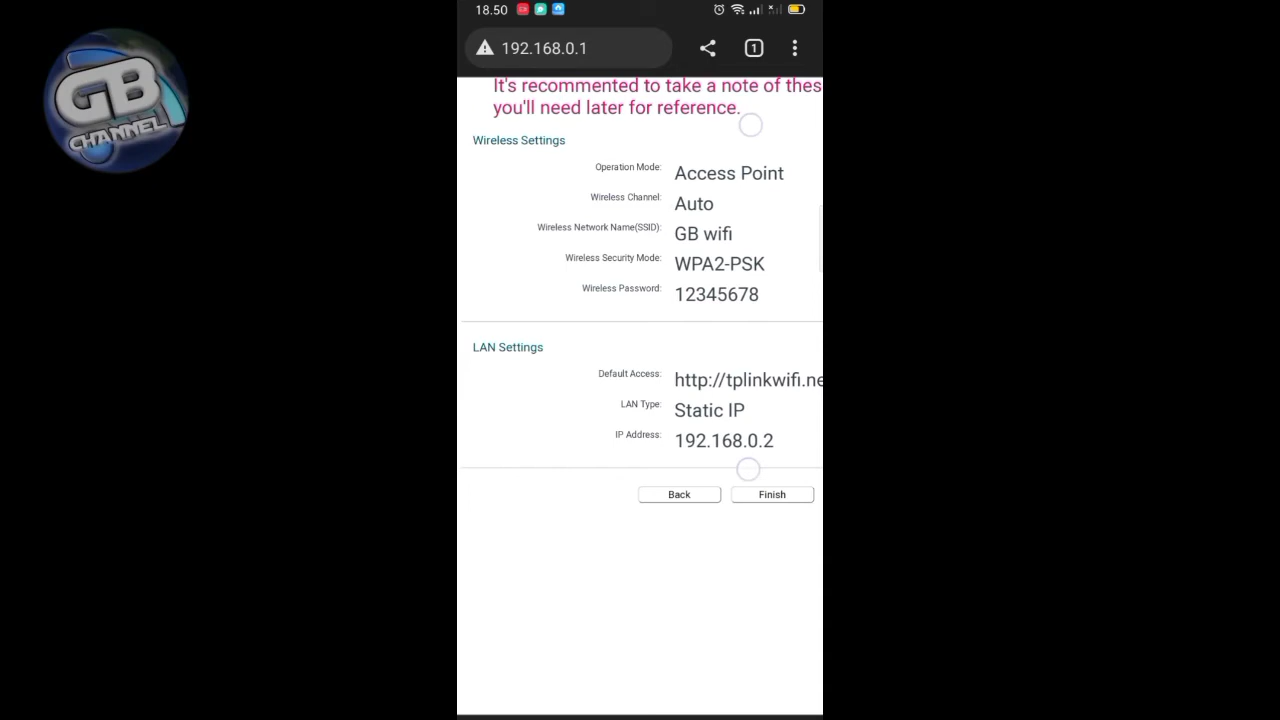 18.50
GB
CHANNEL
192.168.0.1
1
It's recommented to take a note of thes
you'll need later for reference.
Wireless Settings
Operation Mode: Access Point
Wireless Channel: Auto
Wireless Network Name(SSID): GB wifi
Wireless Security Mode: WPA2-PSK
Wireless Password: 12345678
LAN Settings
Default Access: http://tplinkwifi.ne
LAN Type: Static IP
IP Address: 192.168.0.2
Back Finish